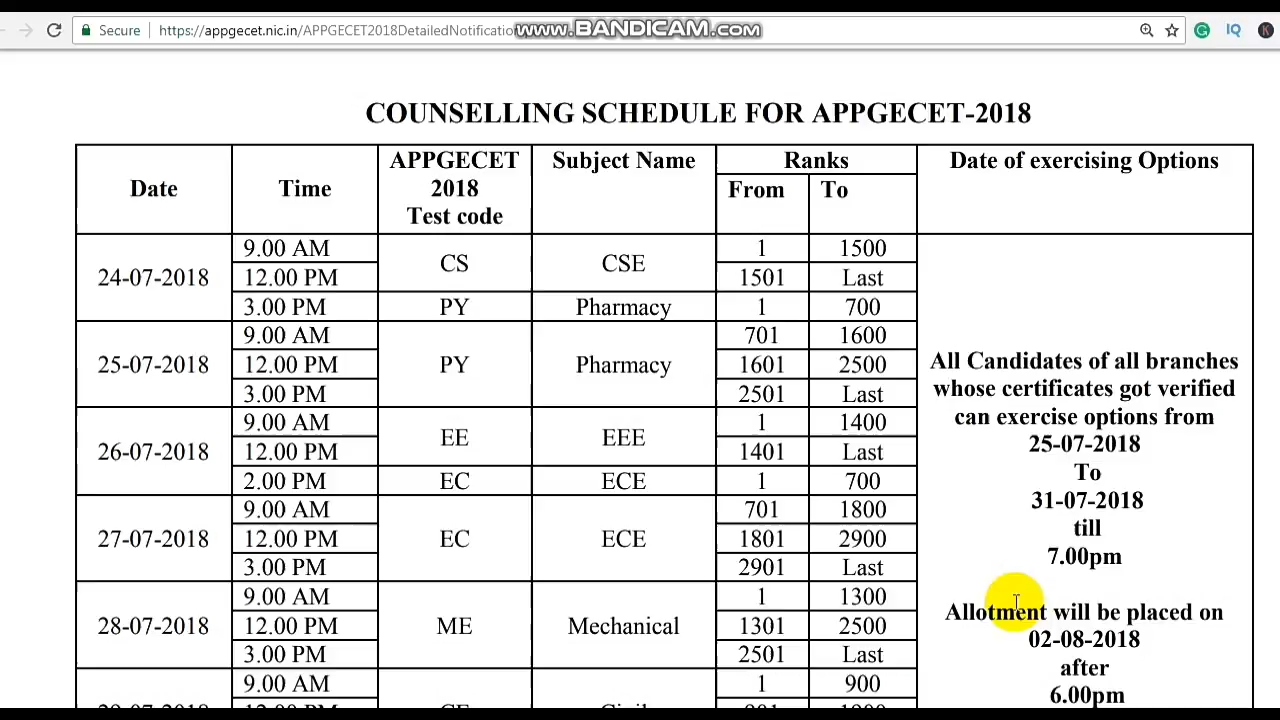 Secure https://appgecet.nic.in/APPGECET2018DetailedNotificatio
www.BANDICAM.com
IQ K
COUNSELLING SCHEDULE FOR APPGECET-2018
Date Time APPGECET 2018 Test code Subject Name Ranks Date of exercising Options
From To
24-07-2018 9.00 AM CS CSE 1 1500
12.00 PM 1501 Last
3.00 PM PY Pharmacy 1 700
25-07-2018 9.00 AM PY Pharmacy 701 1600
12.00 PM 1601 2500
3.00 PM 2501 Last
26-07-2018 9.00 AM EE EEE 1 1400
12.00 PM 1401 Last
2.00 PM EC ECE 1 700
27-07-2018 9.00 AM EC ECE 701 1800
12.00 PM 1801 2900
3.00 PM 2901 Last
28-07-2018 9.00 AM ME Mechanical 1 1300
12.00 PM 1301 2500
3.00 PM 2501 Last
9.00 AM 1 900
All Candidates of all branches
whose certificates got verified
can exercise options from
25-07-2018
To
31-07-2018
till
7.00pm
Allotment will be placed on
02-08-2018
after
6.00pm